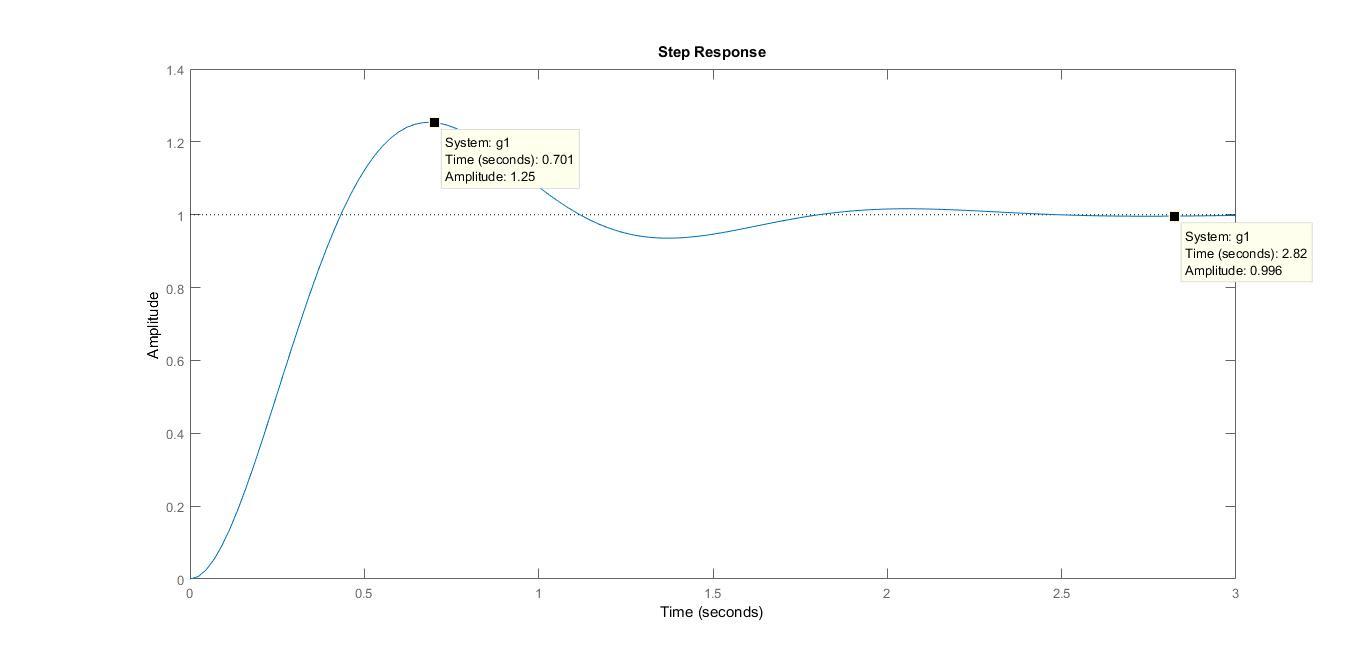 Step Response
1.4
1.2
1
0.8
0.6
0.4
0.2
0
Amplitude
System: g1
Time (seconds): 0.701
Amplitude: 1.25
System: g1
Time (seconds): 2.82
Amplitude: 0.996
0 0.5 1 1.5 2 2.5 3
Time (seconds)